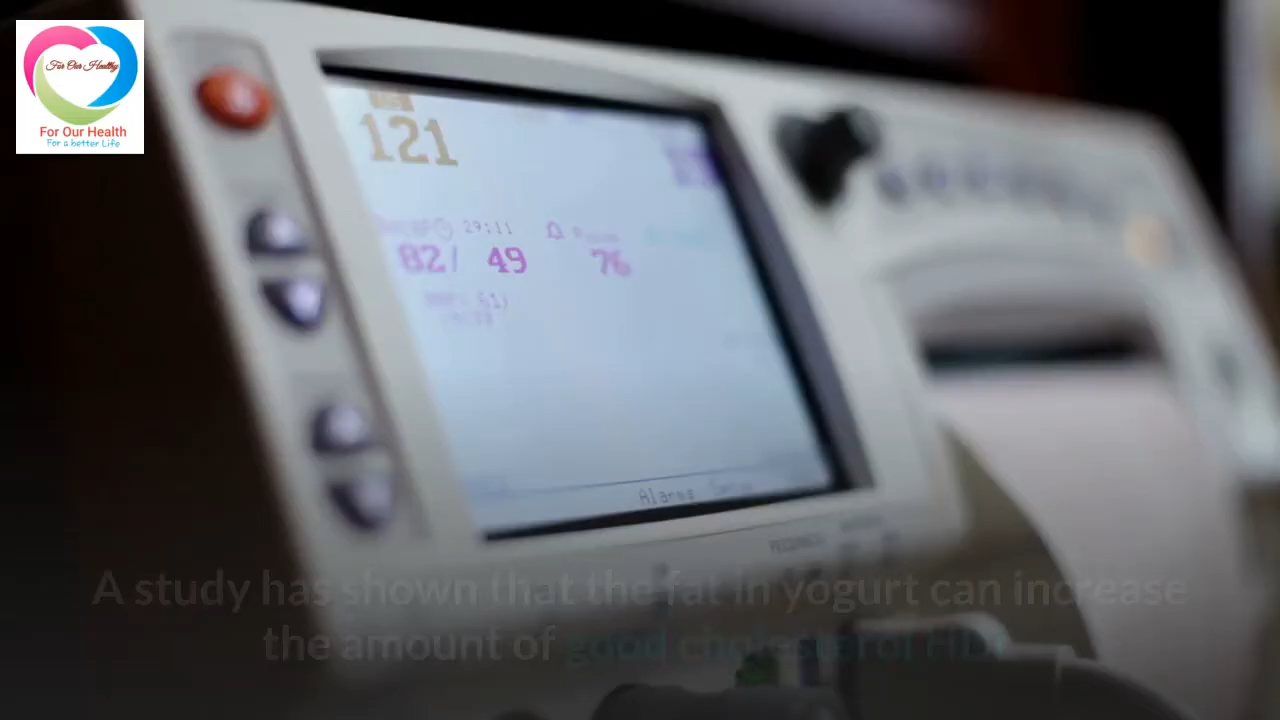 For Our Healthy
For Our Health
For a better Life
121
29:11
82/ 49 76
Alarms
A study has shown that the fat in yogurt can increase
the amount of good cholesterol HDL